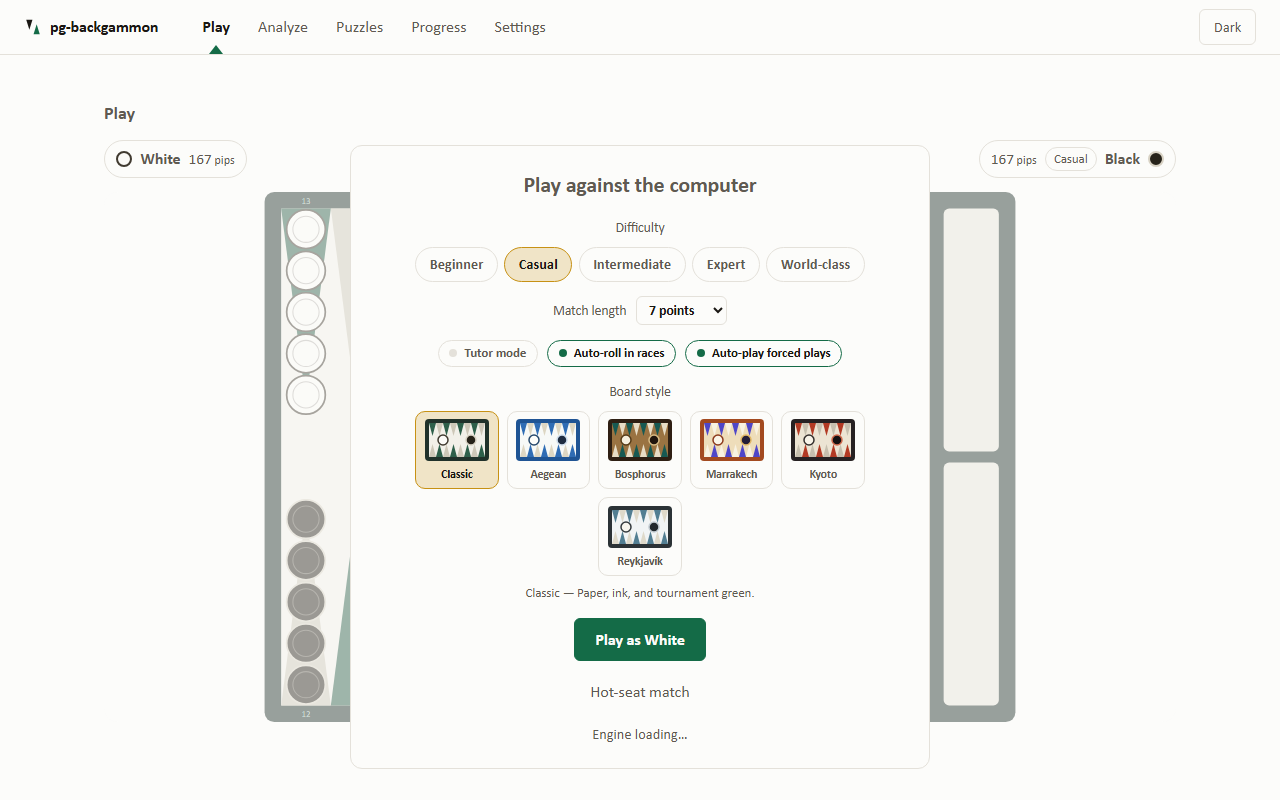 pg-backgammon Play Analyze Puzzles Progress Settings Dark
Play
White 167 pips
167 pips Casual Black
Play against the computer
13
Difficulty
Beginner Casual Intermediate Expert World-class
Match length 7 points
Tutor mode Auto-roll in races Auto-play forced plays
Board style
Classic Aegean Bosphorus Marrakech Kyoto
Reykjavík
Classic — Paper, ink, and tournament green.
Play as White
Hot-seat match
12
Engine loading…